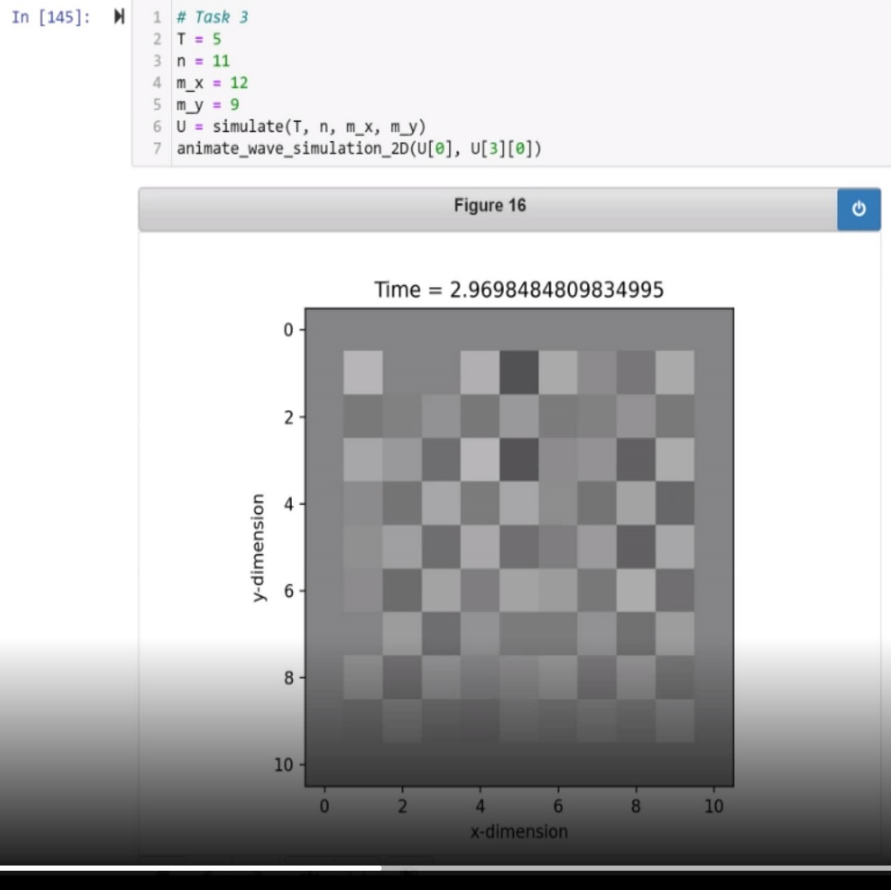 In [145]:
1 # Task 3
2 T = 5
3 n = 11
4 m_x = 12
5 m_y = 9
6 U = simulate(T, n, m_x, m_y)
7 animate_wave_simulation_2D(U[0], U[3][0])
Figure 16
Time = 2.9698484809834995
0
2
4
6
8
10
y-dimension
0 2 4 6 8 10
x-dimension